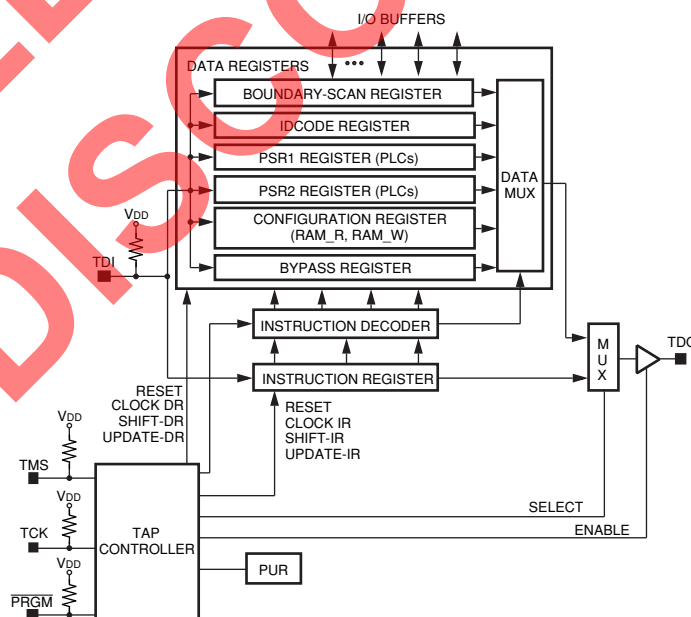 I/O BUFFERS
DATA REGISTERS
BOUNDARY-SCAN REGISTER
IDCODE REGISTER
PSR1 REGISTER (PLCs)
PSR2 REGISTER (PLCs)
CONFIGURATION REGISTER
(RAM_R, RAM_W)
BYPASS REGISTER
DATA
MUX
VDD
TDI
INSTRUCTION DECODER
INSTRUCTION REGISTER
M
U
X
RESET
CLOCK DR
SHIFT-DR
UPDATE-DR
RESET
CLOCK IR
SHIFT-IR
UPDATE-IR
VDD
TMS
VDD
TCK
VDD
PRGM
TAP
CONTROLLER
SELECT
ENABLE
PUR
DISCO